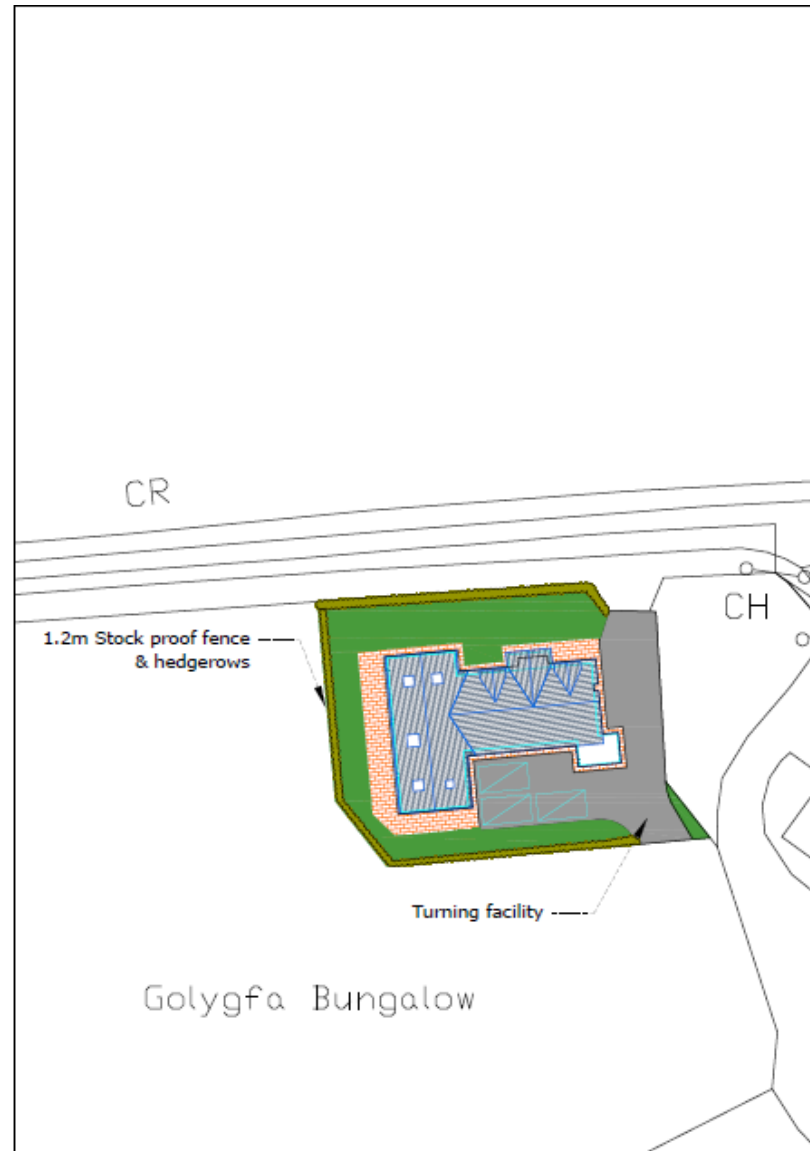 CR
CH
1.2m Stock proof fence
& hedgerows
Turning facility
Golygfa Bungalow